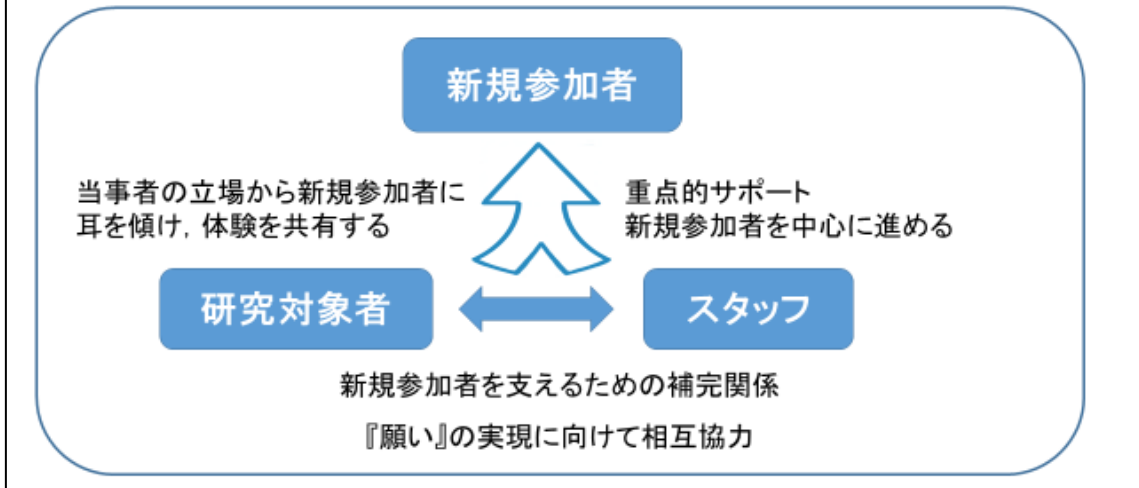 新規参加者
当事者の立場から新規参加者に
耳を傾け，体験を共有する
重点的サポート
新規参加者を中心に進める
研究対象者
スタッフ
新規参加者を支えるための補完関係
『願い』の実現に向けて相互協力